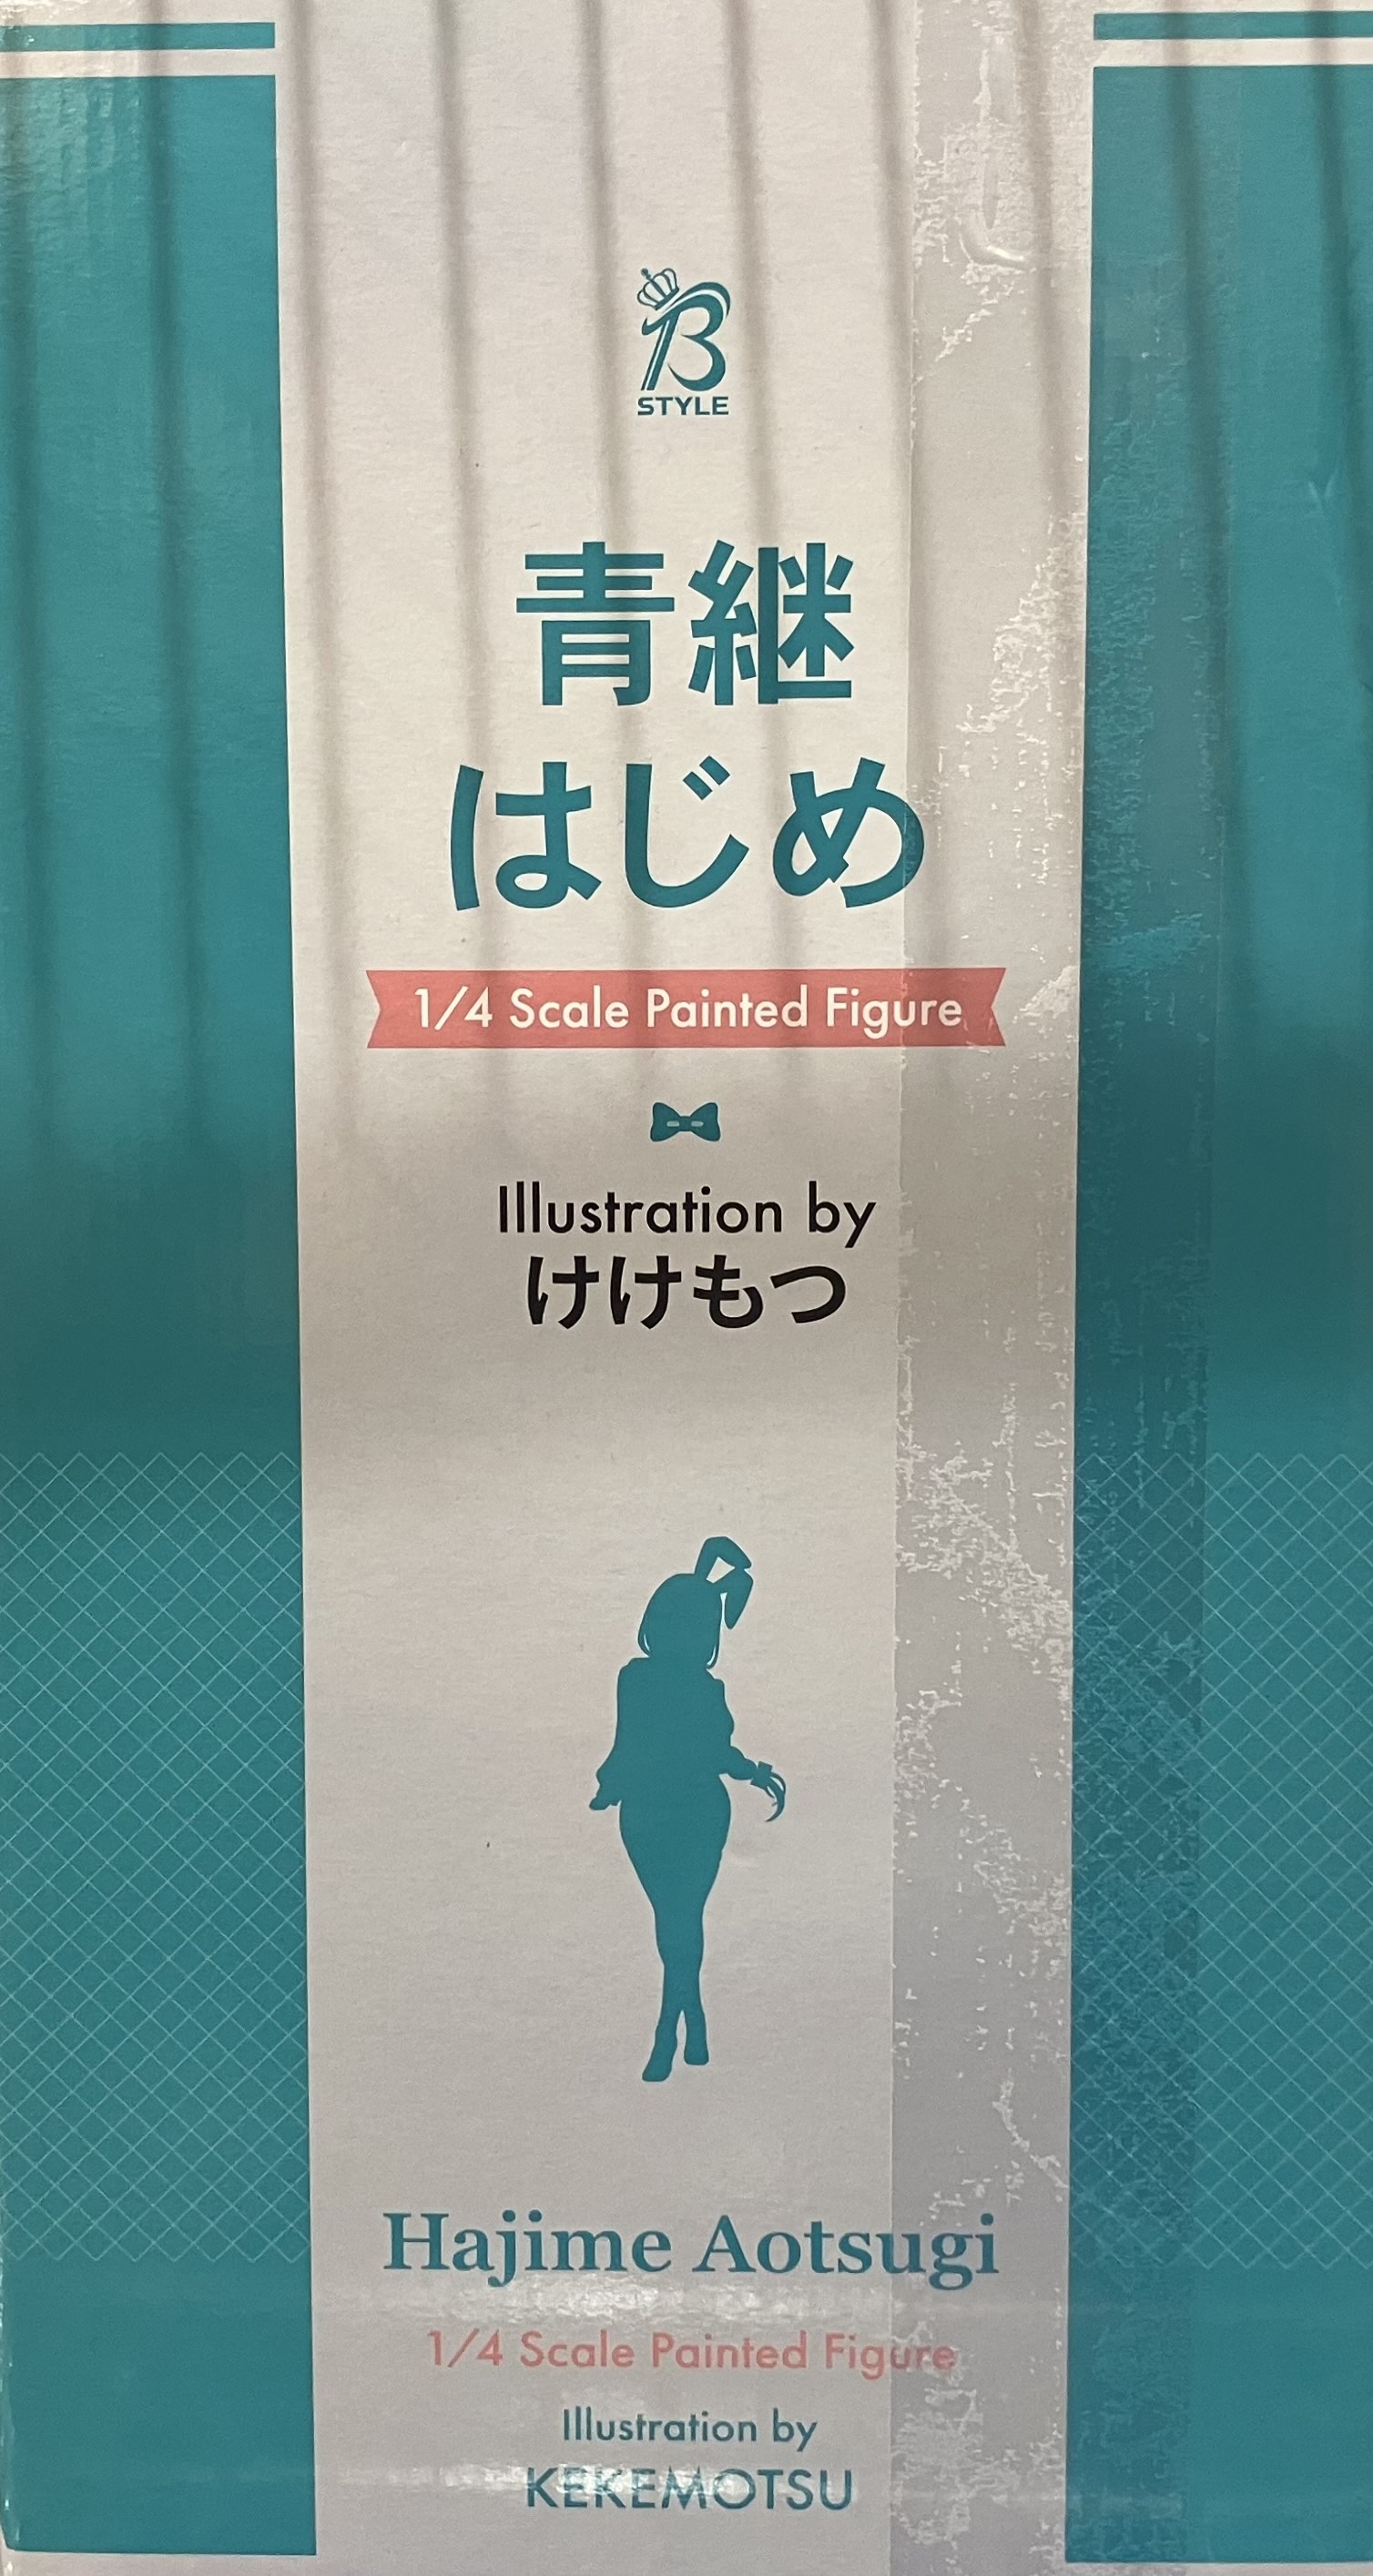 B
STYLE
青継
はじめ
1/4 Scale Painted Figure
Illustration by
けけもつ
Hajime Aotsugi
1/4 Scale Painted Figure
Illustration by
KEKEMOTSU